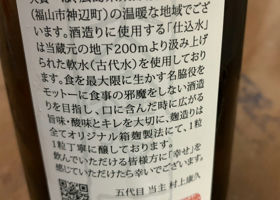 (福山市神辺町)の温暖な地域でござ
います。酒造りに使用する「仕込水」
は当蔵元の地下200mより汲み上げ
られた軟水(古代水)を使用しており
ます。食を最大限に生かす名脇役を
モットーに食事の邪魔をしない酒造
りを目指し、口に含んだ時に広がる
旨味・酸味とキレを大切に、麹造りは
全てオリジナル箱麹製法にて、1粒
1粒丁寧に醸しております。
飲んでいただける皆様方に「幸せ」を
感じていただけたら幸いでございます。
五代目 当主 村上康久